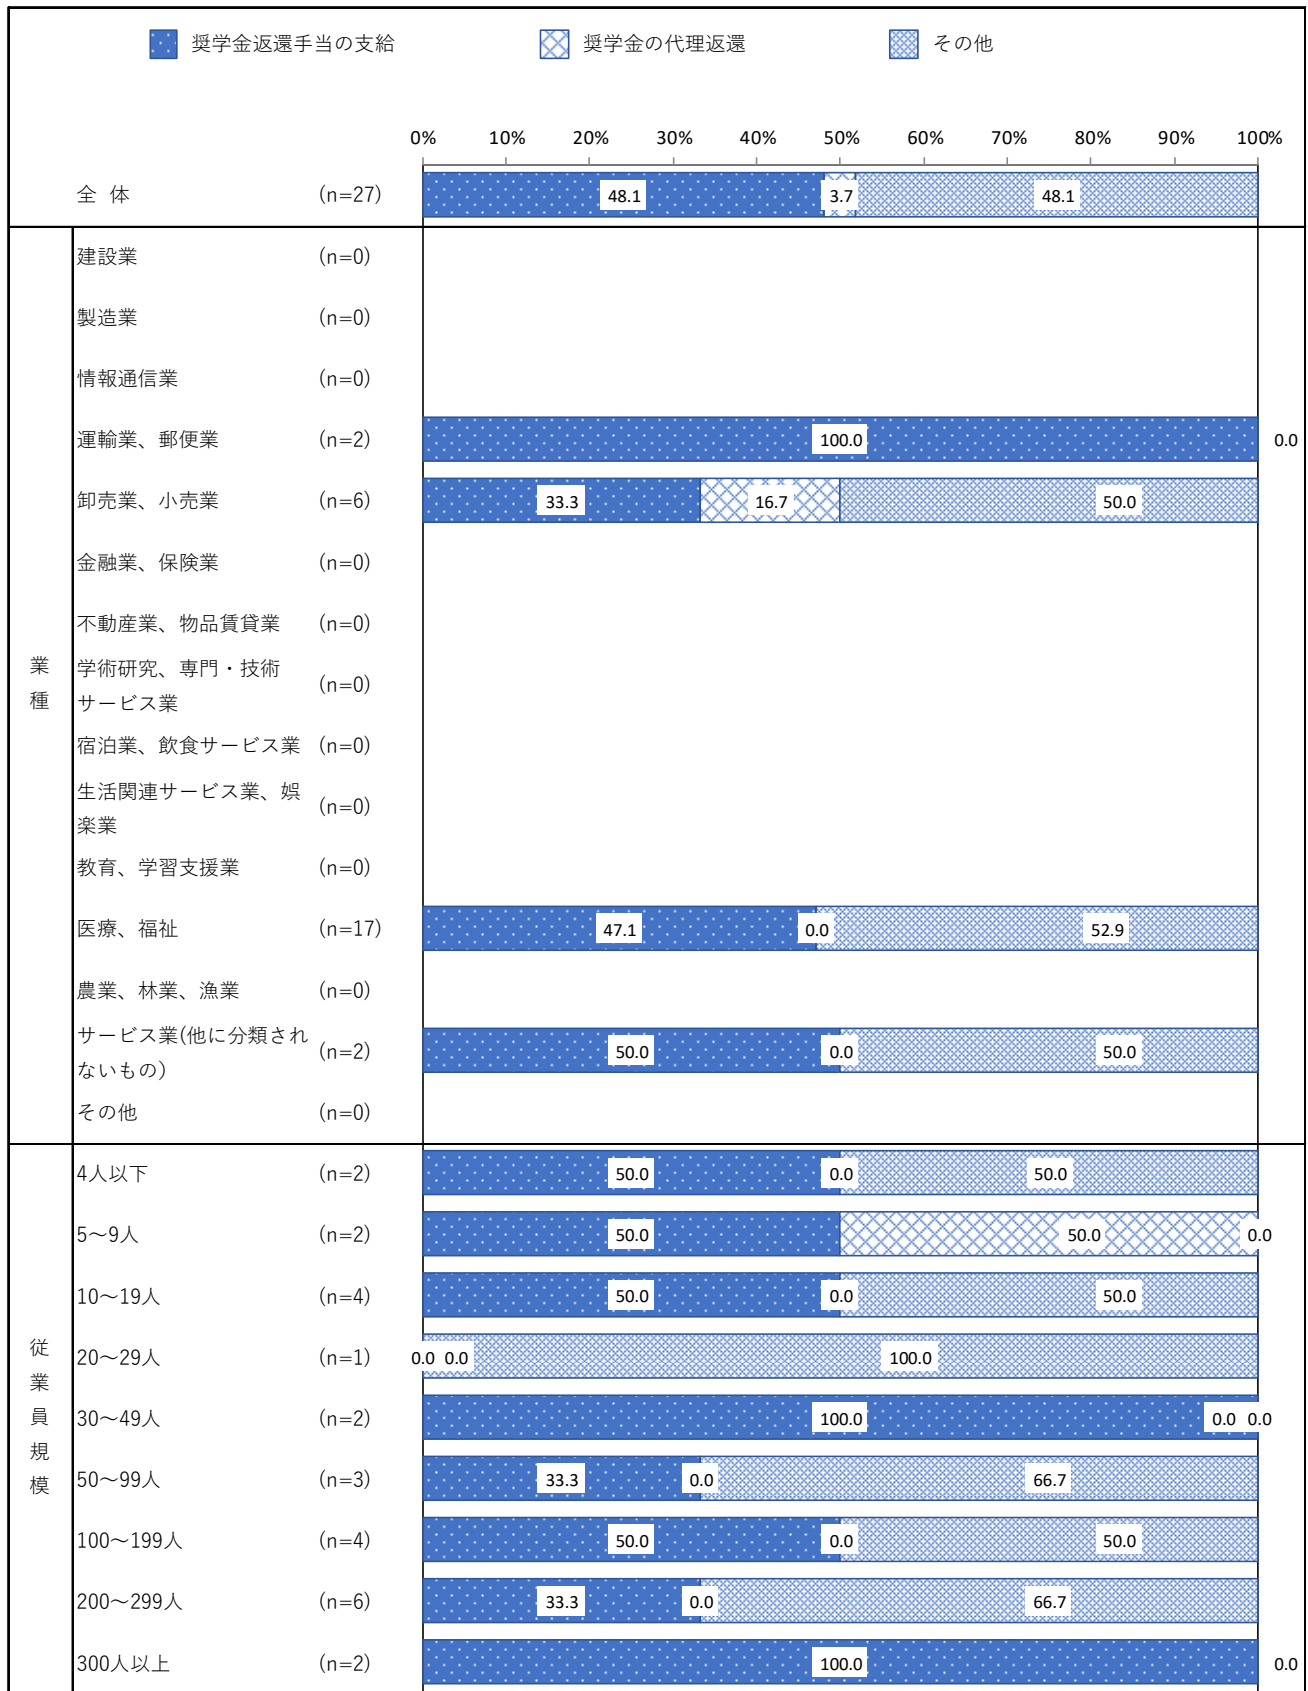 奨学金返還手当の支給 奨学金の代理返還 その他
0% 10% 20% 30% 40% 50% 60% 70% 80% 90% 100%
全 体 (n=27) 48.1 3.7 48.1
業種
建設業 (n=0)
製造業 (n=0)
情報通信業 (n=0)
運輸業、郵便業 (n=2) 100.0 0.0
卸売業、小売業 (n=6) 33.3 16.7 50.0
金融業、保険業 (n=0)
不動産業、物品賃貸業 (n=0)
学術研究、専門・技術
サービス業 (n=0)
宿泊業、飲食サービス業 (n=0)
生活関連サービス業、娯
楽業 (n=0)
教育、学習支援業 (n=0)
医療、福祉 (n=17) 47.1 0.0 52.9
農業、林業、漁業 (n=0)
サービス業(他に分類され
ないもの) (n=2) 50.0 0.0 50.0
その他 (n=0)
従業員規模
4人以下 (n=2) 50.0 0.0 50.0
5～9人 (n=2) 50.0 50.0 0.0
10～19人 (n=4) 50.0 0.0 50.0
20～29人 (n=1) 0.0 0.0 100.0
30～49人 (n=2) 100.0 0.0 0.0
50～99人 (n=3) 33.3 0.0 66.7
100～199人 (n=4) 50.0 0.0 50.0
200～299人 (n=6) 33.3 0.0 66.7
300人以上 (n=2) 100.0 0.0